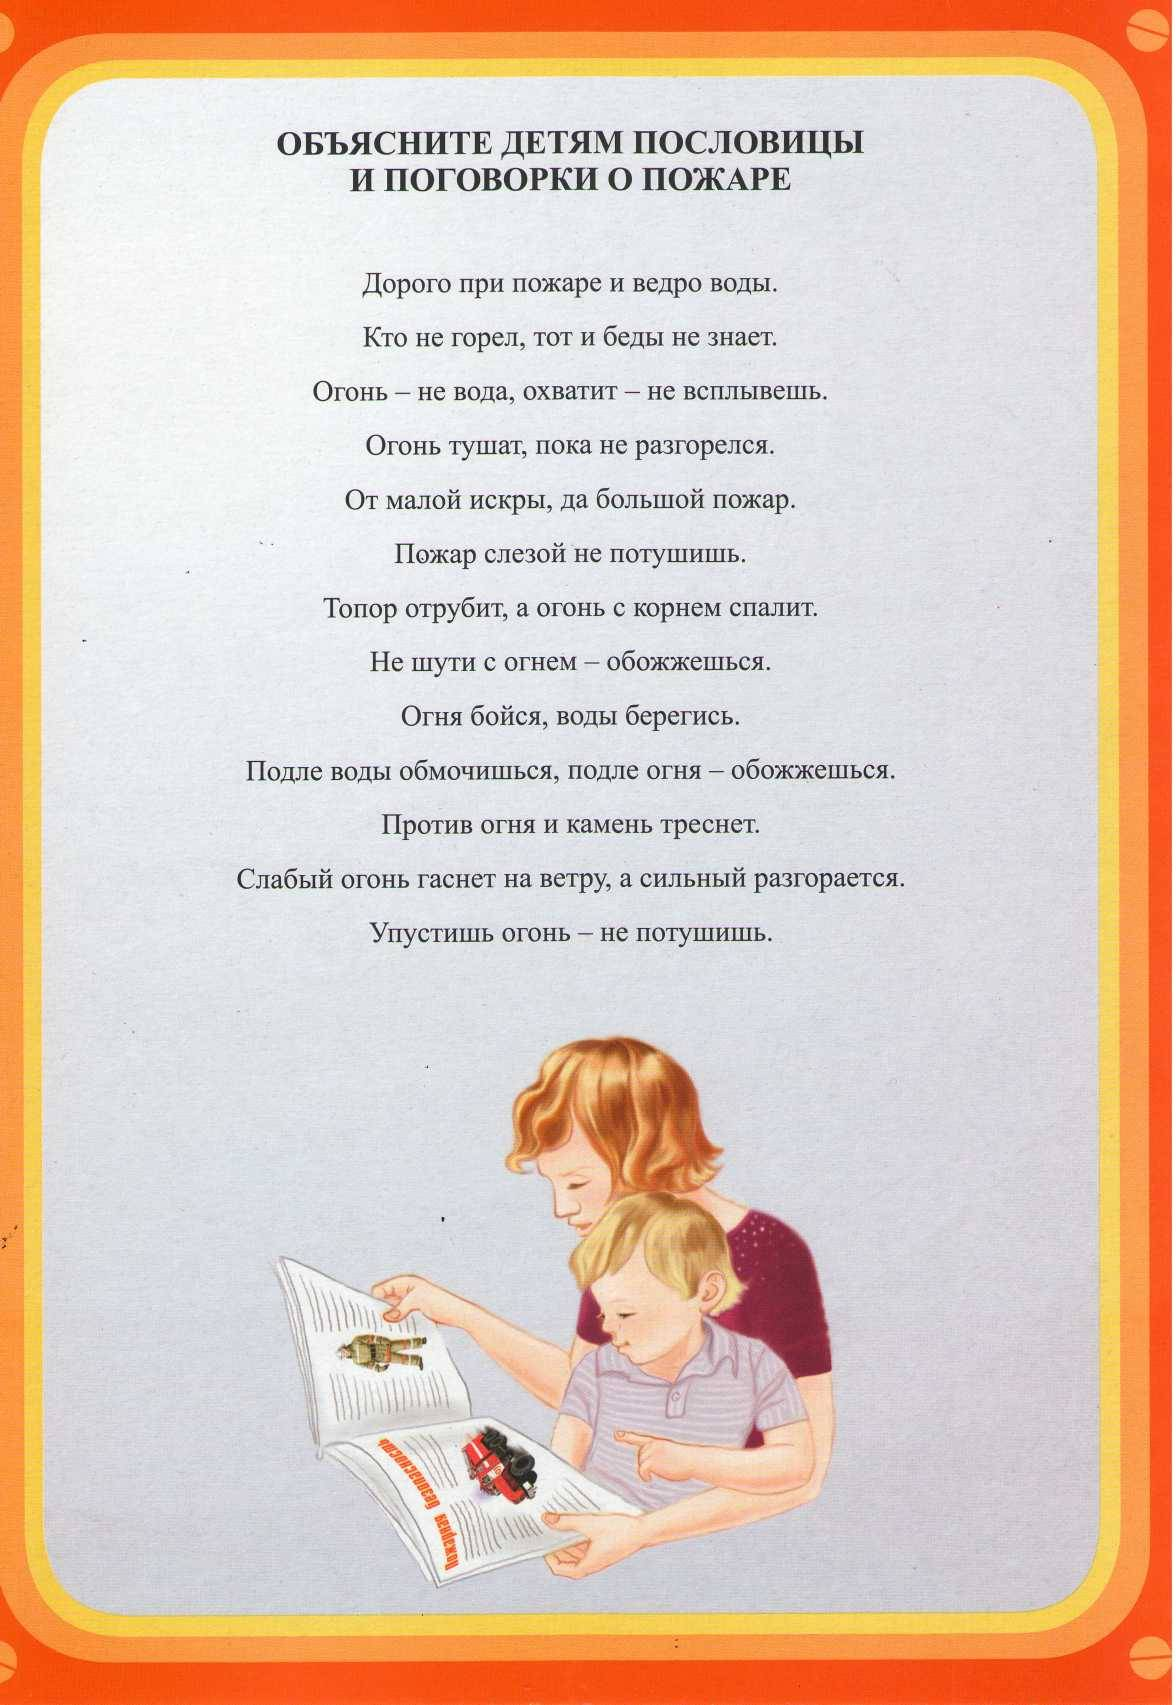 ОБЪЯСНИТЕ ДЕТЯМ ПОСЛОВИЦЫ
И ПОГОВОРКИ О ПОЖАРЕ
Дорого при пожаре и ведро воды.
Кто не горел, тот и беды не знает.
Огонь – не вода, охватит – не всплывешь.
Огонь тушат, пока не разгорелся.
От малой искры, да большой пожар.
Пожар слезой не потушишь.
Топор отрубит, а огонь с корнем спалит.
Не шути с огнем – обожжешься.
Огня бойся, воды берегись.
Подле воды обмочишься, подле огня – обожжешься.
Против огня и камень треснет.
Слабый огонь гаснет на ветру, а сильный разгорается.
Упустишь огонь – не потушишь.
Пожарная безопасность